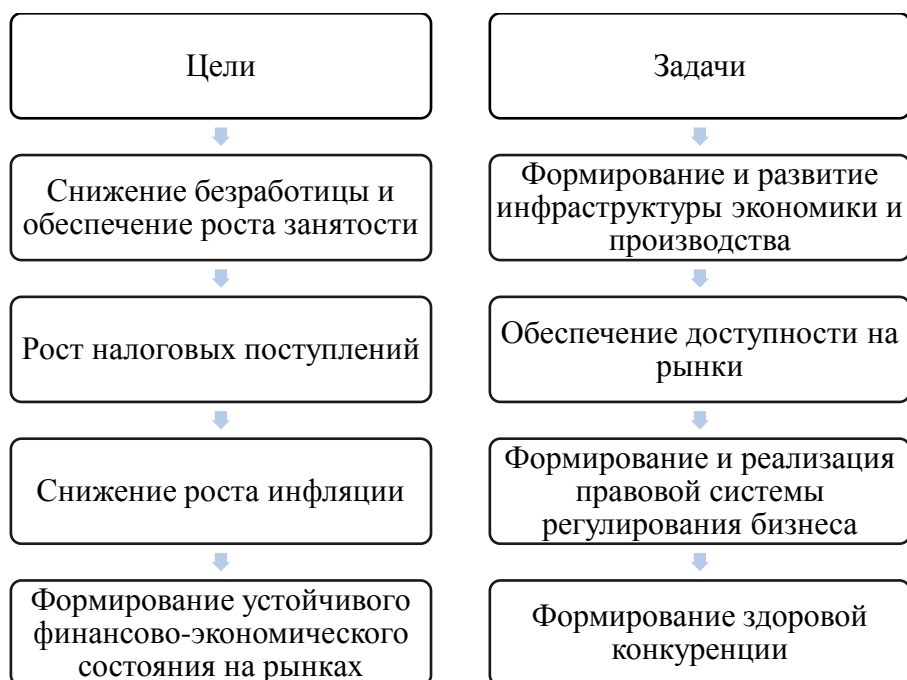 Цели
Снижение безработицы и
обеспечение роста занятости
Рост налоговых поступлений
Снижение роста инфляции
Формирование устойчивого
финансово-экономического
состояния на рынках
Задачи
Формирование и развитие
инфраструктуры экономики и
производства
Обеспечение доступности на
рынки
Формирование и реализация
правовой системы
регулирования бизнеса
Формирование здоровой
конкуренции